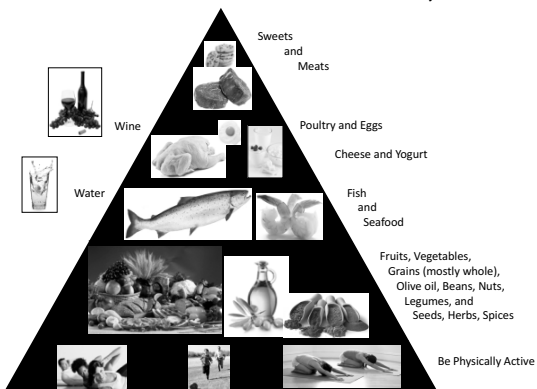 Sweets
and
Meats
Wine
Poultry and Eggs
Cheese and Yogurt
Water
Fish
and
Seafood
Fruits, Vegetables,
Grains (mostly whole),
Olive oil, Beans, Nuts,
Legumes, and
Seeds, Herbs, Spices
Be Physically Active